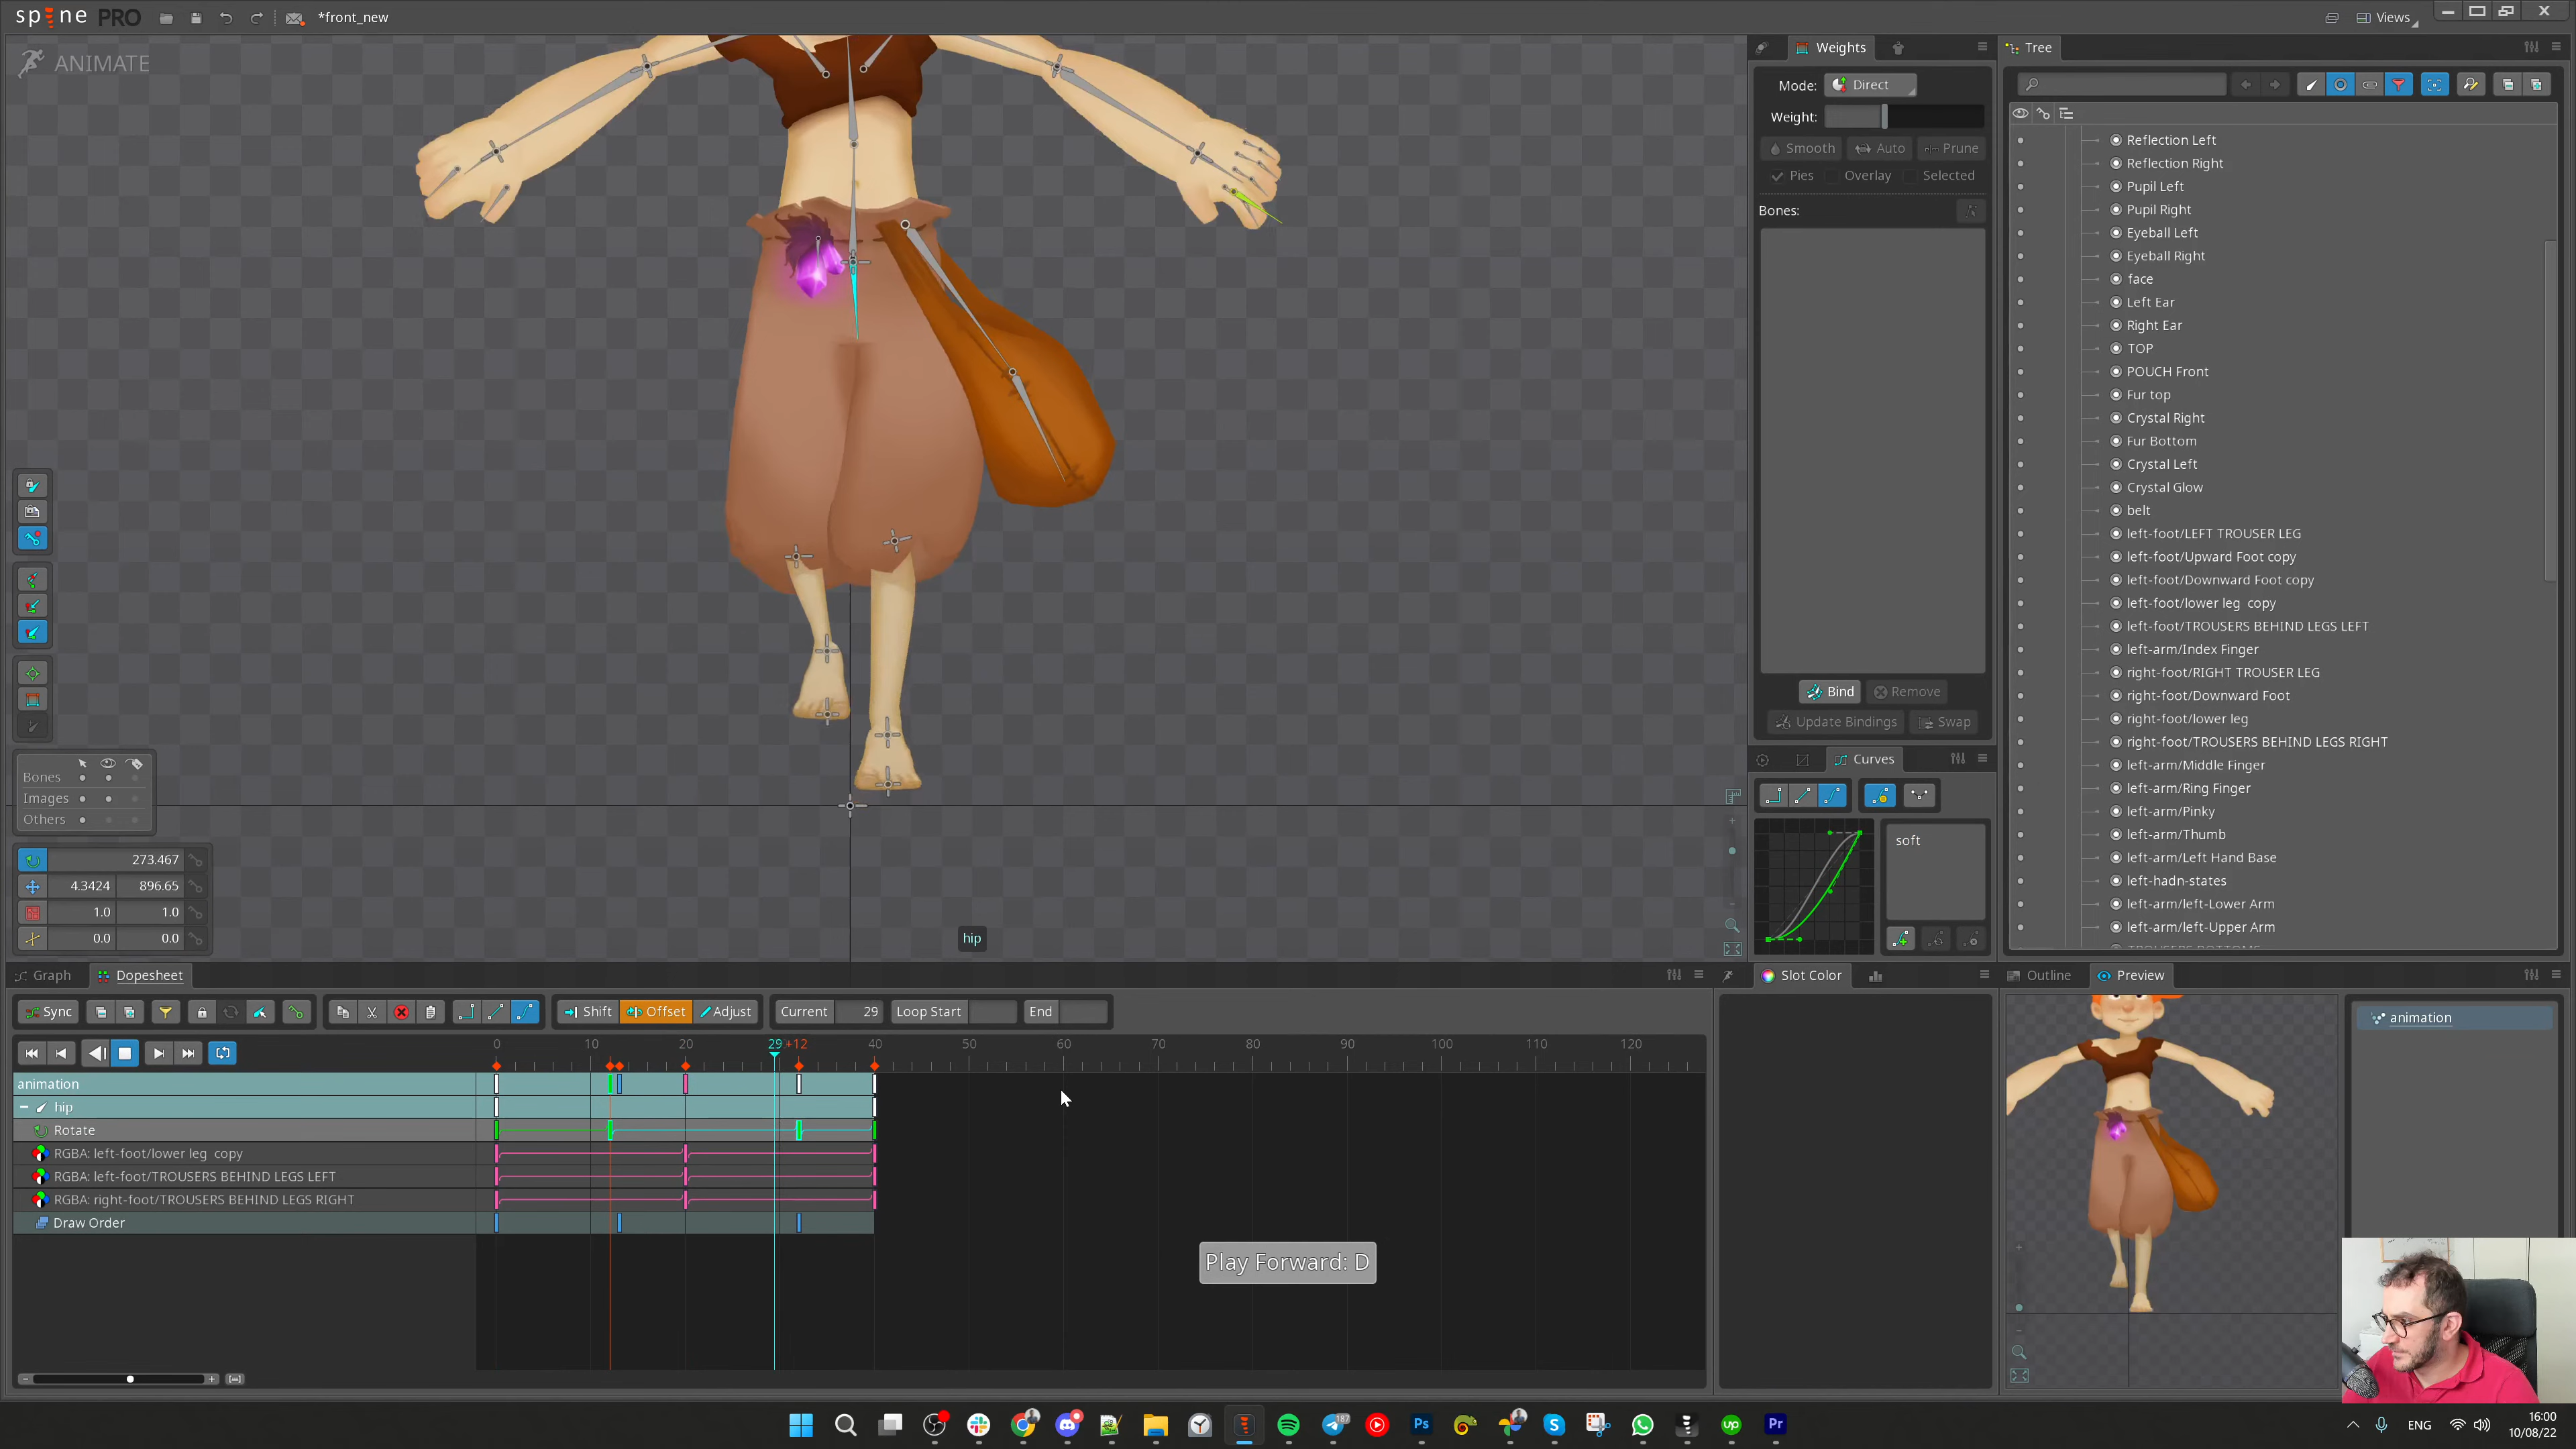 spine PRO
*front_new
Views
ANIMATE
Weights
Tree
Mode:
Direct
Weight:
Smooth
Auto
Prune
Pies
Overlay
Selected
Bones:
Reflection Left
Reflection Right
Pupil Left
Pupil Right
Eyeball Left
Eyeball Right
face
Left Ear
Right Ear
TOP
POUCH Front
Fur top
Crystal Right
Fur Bottom
Crystal Left
Crystal Glow
belt
left-foot/LEFT TROUSER LEG
left-foot/Upward Foot copy
left-foot/Downward Foot copy
left-foot/lower leg copy
left-foot/TROUSERS BEHIND LEGS LEFT
left-arm/Index Finger
right-foot/RIGHT TROUSER LEG
right-foot/Downward Foot
right-foot/lower leg
right-foot/TROUSERS BEHIND LEGS RIGHT
left-arm/Middle Finger
left-arm/Ring Finger
left-arm/Pinky
left-arm/Thumb
left-arm/Left Hand Base
left-hadn-states
left-arm/left-Lower Arm
left-arm/left-Upper Arm
Bind
Remove
Update Bindings
Swap
Curves
soft
Bones
Images
Others
273.467
4.3424 896.65
1.0 1.0
0.0 0.0
hip
Graph
Dopesheet
Slot Color
Outline
Preview
Sync
Shift
Offset
Adjust
Current 29
Loop Start
End
animation
0 10 20 29 +12 40 50 60 70 80 90 100 110 120
animation
hip
Rotate
RGBA: left-foot/lower leg copy
RGBA: left-foot/TROUSERS BEHIND LEGS LEFT
RGBA: right-foot/TROUSERS BEHIND LEGS RIGHT
Draw Order
Play Forward: D
187
Ps
up
Pr
ENG
16:00
10/08/22